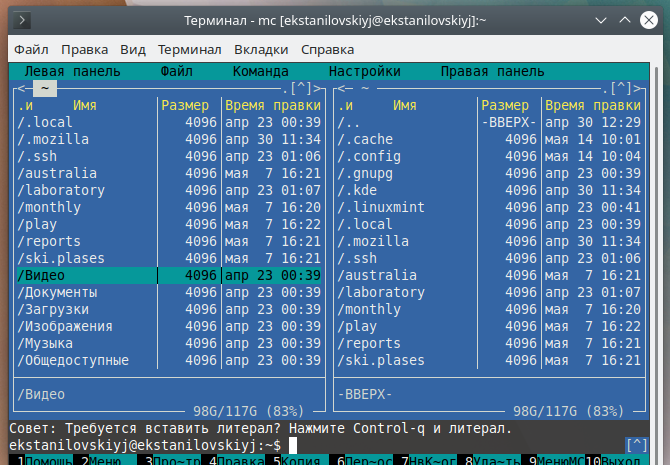 Терминал - mc [ekstanilovskiyj@ekstanilovskiyj]:~
Файл Правка Вид Терминал Вкладки Справка
Левая панель Файл Команда Настройки Правая панель
<─ ~ .[^]> <─ ~ .[^]>
.и Имя Размер Время правки .и Имя Размер Время правки
/.local 4096 апр 23 00:39 /.. -ВВЕРХ- апр 30 12:29
/.mozilla 4096 апр 30 11:34 /.cache 4096 мая 14 10:01
/.ssh 4096 апр 23 01:06 /.config 4096 мая 14 10:04
/australia 4096 мая 7 16:21 /.gnupg 4096 апр 23 00:39
/laboratory 4096 апр 23 01:07 /.kde 4096 апр 30 11:34
/monthly 4096 мая 7 16:20 /.linuxmint 4096 апр 23 00:41
/play 4096 мая 7 16:22 /.local 4096 апр 23 00:39
/reports 4096 мая 7 16:21 /.mozilla 4096 апр 30 11:34
/ski.plases 4096 мая 7 16:21 /.ssh 4096 апр 23 01:06
/Видео 4096 апр 23 00:39 /australia 4096 мая 7 16:21
/Документы 4096 апр 23 00:39 /laboratory 4096 апр 23 01:07
/Загрузки 4096 апр 23 00:39 /monthly 4096 мая 7 16:20
/Изображения 4096 апр 23 00:39 /play 4096 мая 7 16:22
/Музыка 4096 апр 23 00:39 /reports 4096 мая 7 16:21
/Общедоступные 4096 апр 23 00:39 /ski.plases 4096 мая 7 16:21
/Видео -ВВЕРХ-
98G/117G (83%) 98G/117G (83%)
Совет: Требуется вставить литерал? Нажмите Control-q и литерал.
ekstanilovskiyj@ekstanilovskiyj:~$ [^]
1Помощь 2Меню 3Про~тр 4Правка 5Копия 6Пер~ос 7НвК~ог 8Уда~ть 9МенюMC 10Выход